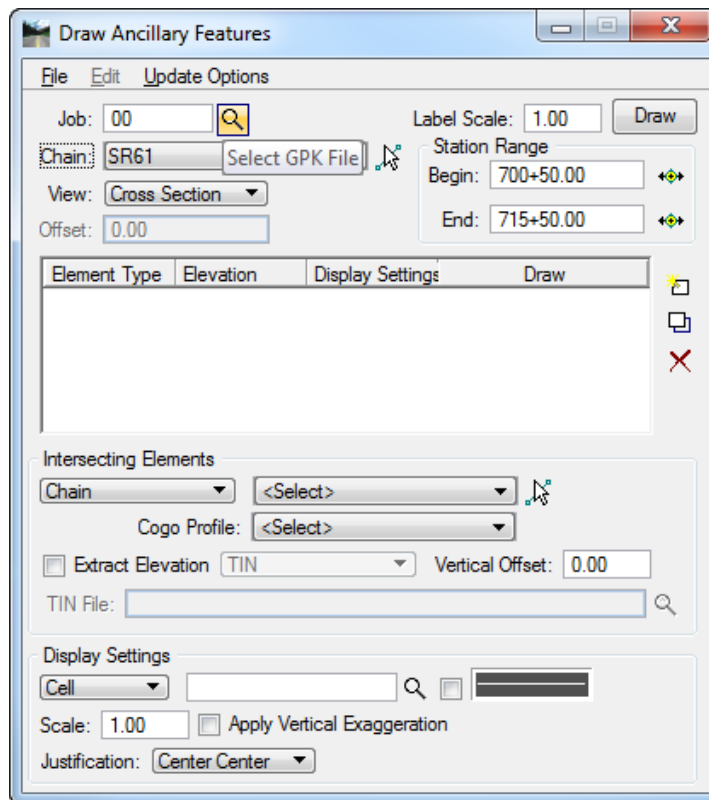 Draw Ancillary Features
File Edit Update Options
Job: 00 Label Scale: 1.00 Draw
Chain: SR61 Select GPK File Station Range
View: Cross Section Begin: 700+50.00
Offset: 0.00 End: 715+50.00
Element Type Elevation Display Settings Draw
Intersecting Elements
Chain <Select>
Cogo Profile: <Select>
Extract Elevation TIN Vertical Offset: 0.00
TIN File:
Display Settings
Cell
Scale: 1.00 Apply Vertical Exaggeration
Justification: Center Center